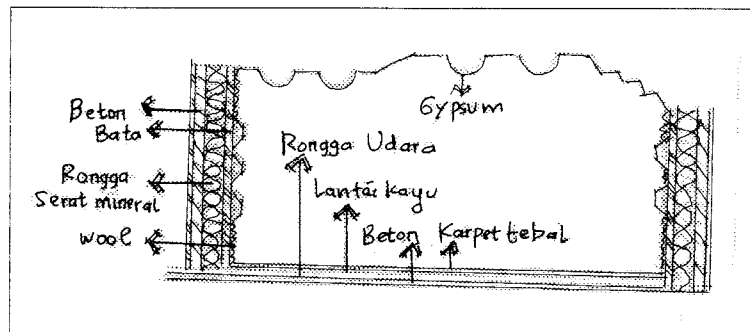 Gypsum
Beton
Bata
Rongga
Serat mineral
Wool
Rongga Udara
Lantai kayu
Beton
Karpet tebal